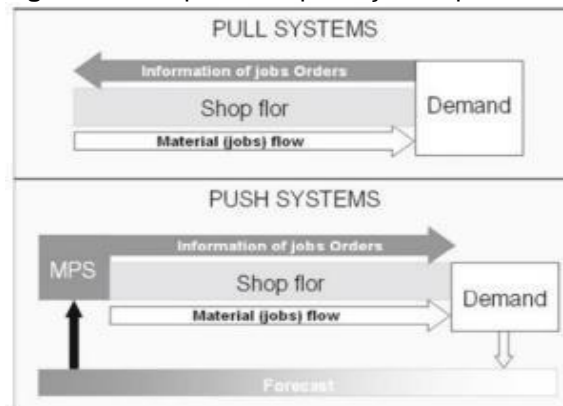 PULL SYSTEMS
Information of jobs Orders
Shop flor
Demand
Material (jobs) flow
PUSH SYSTEMS
Information of jobs Orders
MPS
Shop flor
Demand
Material (jobs) flow
Forecast